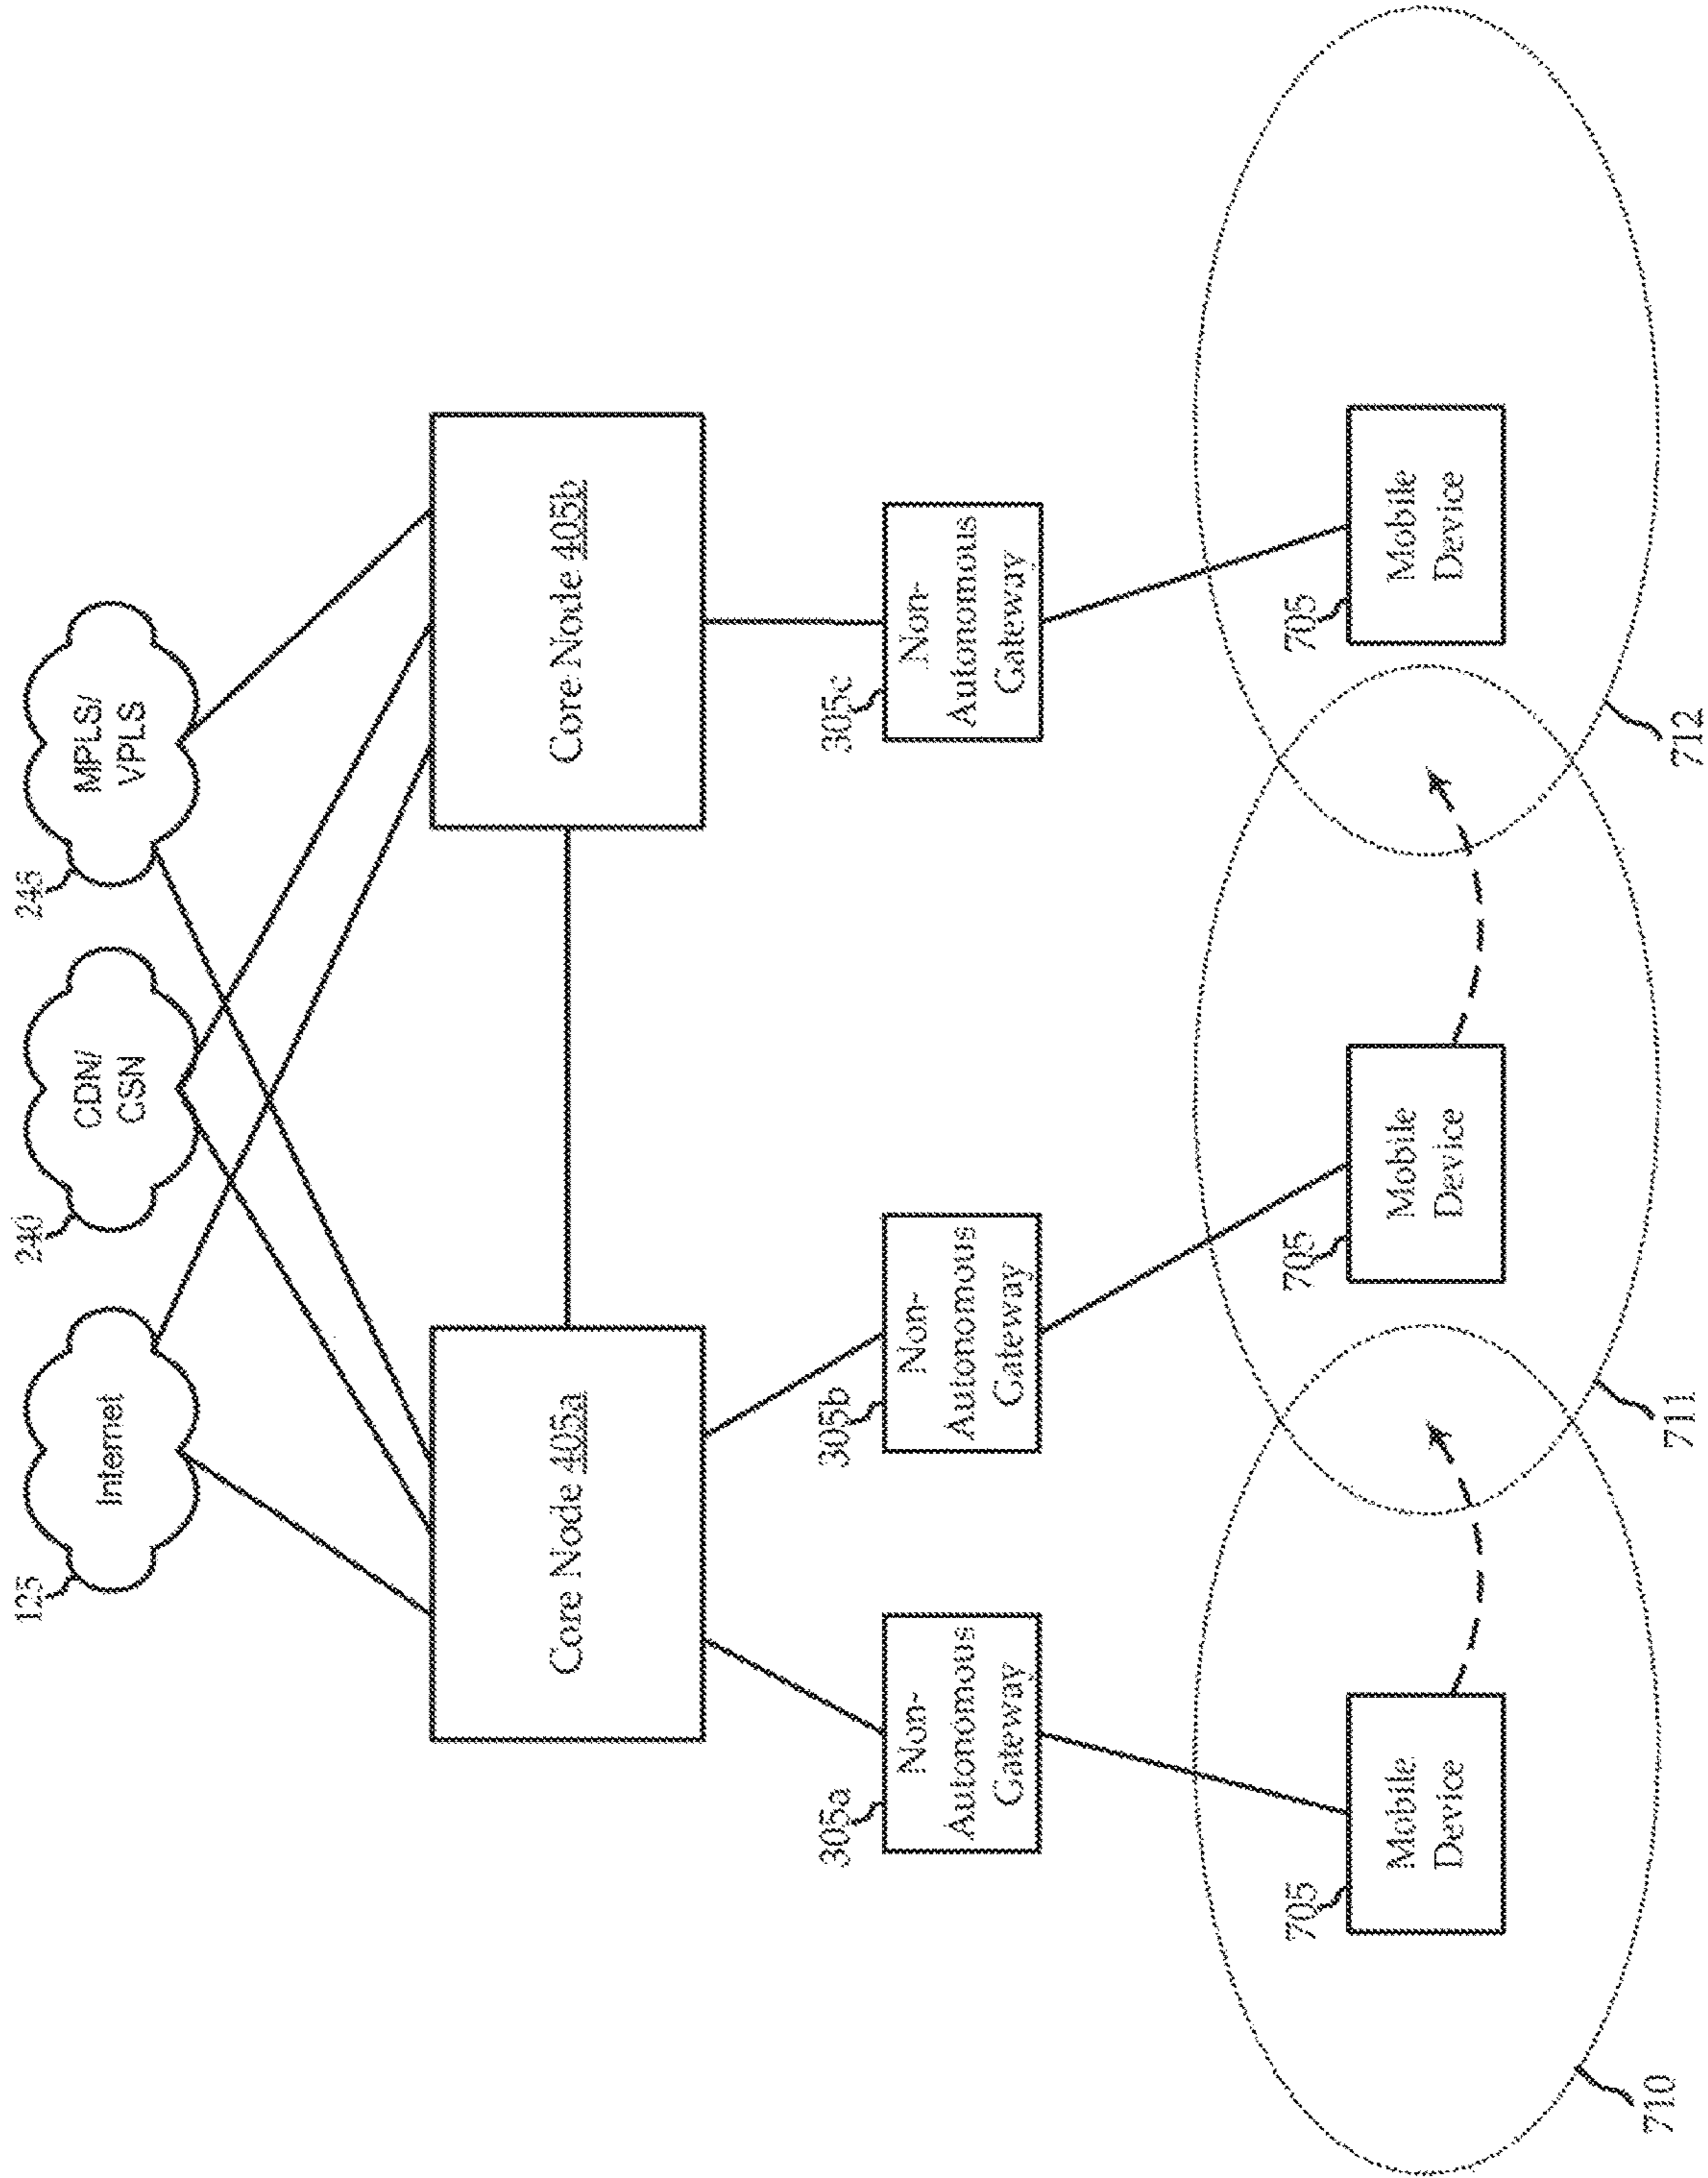 125
Internet
240
CDN/
CSN
245
MPLS/
VPLS
Core Node 405a
Core Node 405b
305a
Non-
Autonomous
Gateway
305b
Non-
Autonomous
Gateway
305c
Non-
Autonomous
Gateway
705
Mobile
Device
705
Mobile
Device
705
Mobile
Device
710
711
712